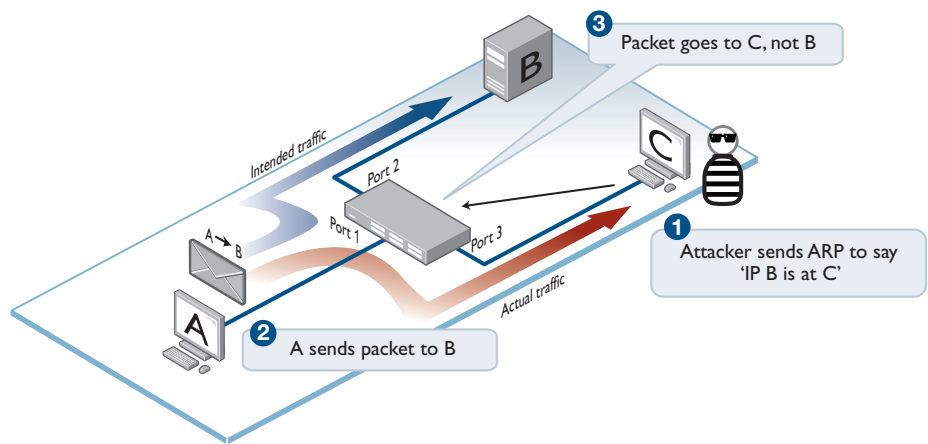 3
Packet goes to C, not B
B
C
Intended traffic
Port 2
A → B
Port 1
Port 3
1
Attacker sends ARP to say
‘IP B is at C’
Actual traffic
A
2
A sends packet to B